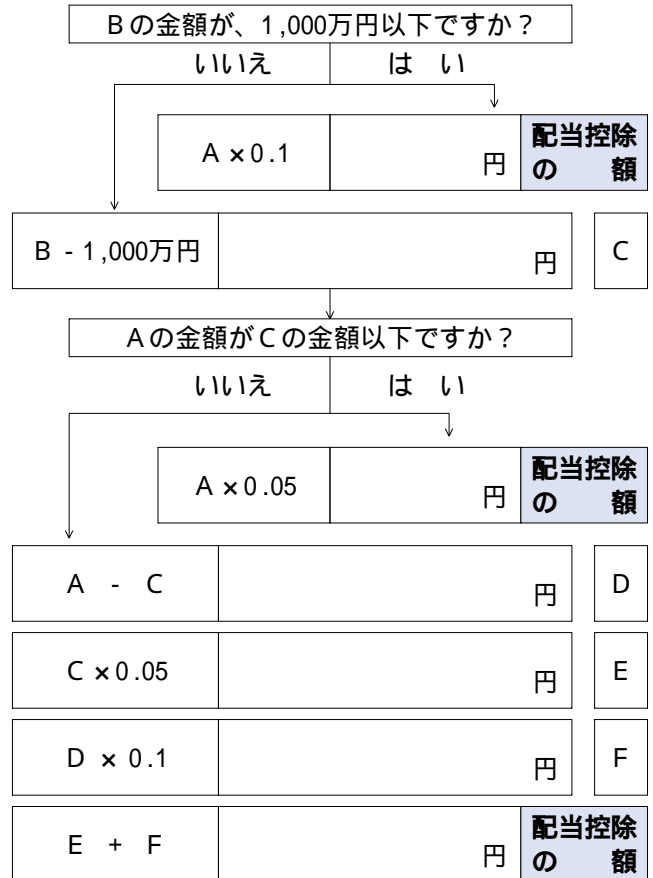 Bの金額が、1,000万円以下ですか?
いいえ は い
A×0.1 円 配当控除
の 額
B-1,000万円 円 C
Aの金額がCの金額以下ですか?
いいえ は い
A×0.05 円 配当控除
の 額
A - C 円 D
C×0.05 円 E
D × 0.1 円 F
E + F 円 配当控除
の 額